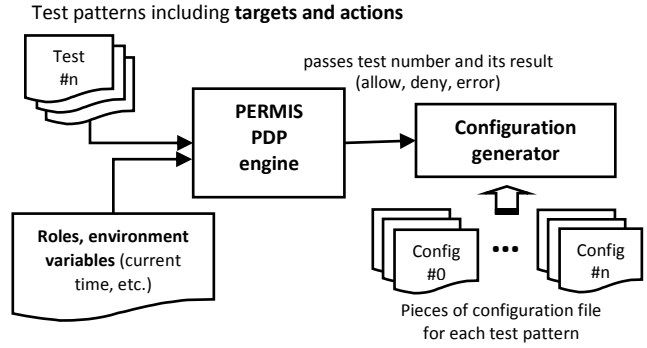 Test patterns including targets and actions
Test
#n
passes test number and its result
(allow, deny, error)
PERMIS
PDP
engine
Configuration
generator
Roles, environment
variables (current
time, etc.)
Config
#0
•••
Config
#n
Pieces of configuration file
for each test pattern